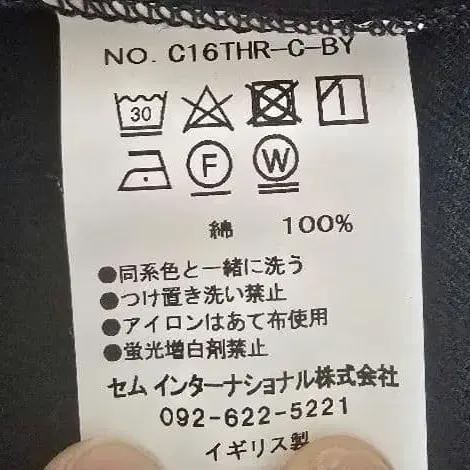 NO. C16THR-C-BY
30
F W
綿 100%
●同系色と一緒に洗う
●つけ置き洗い禁止
●アイロンはあて布使用
●蛍光増白剤禁止
セム インターナショナル株式会社
092-622-5221
イギリス製